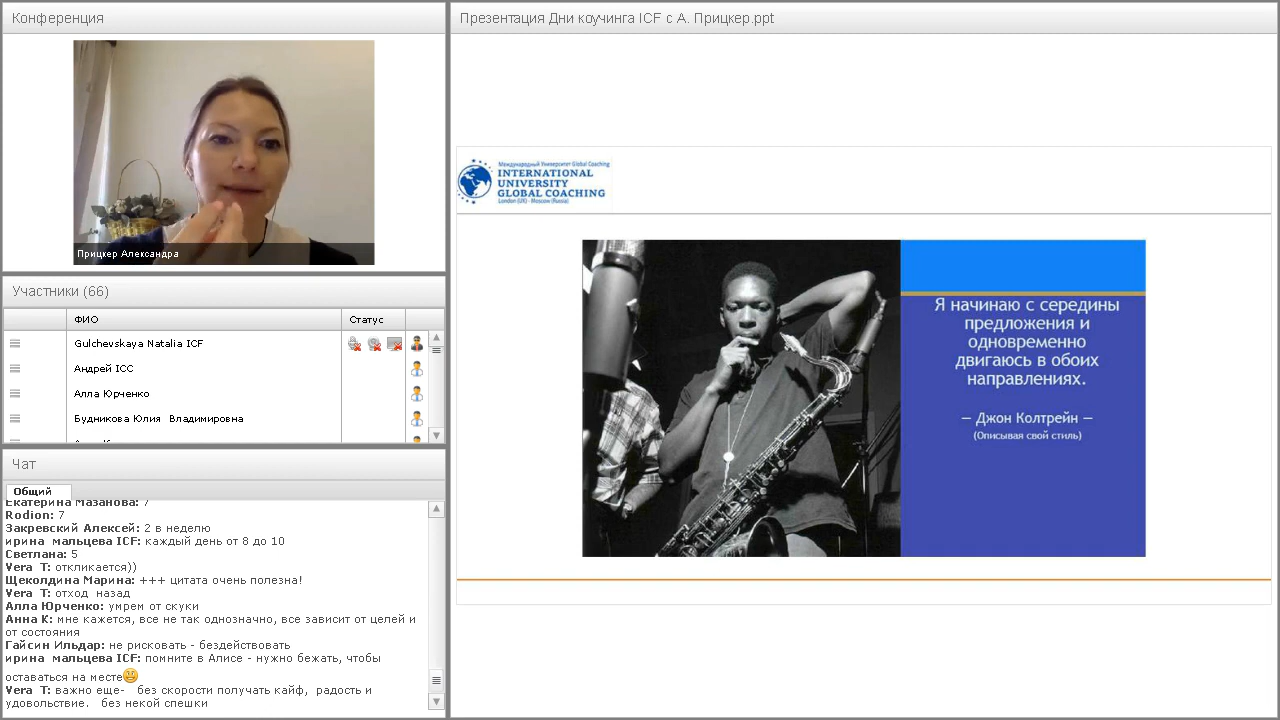 Конференция
Прицкер Александра
Участники (66)
ФИО
Статус
Gulchevskaya Natalia ICF
Андрей ICC
Алла Юрченко
Будникова Юлия Владимировна
Чат
Общий
Екатерина Мазанова: 7
Rodion: 7
Закревский Алексей: 2 в неделю
ирина мальцева ICF: каждый день от 8 до 10
Светлана: 5
Vera T: откликается))
Щеколдина Марина: +++ цитата очень полезна!
Vera T: отход назад
Алла Юрченко: умрем от скуки
Анна К: мне кажется, все не так однозначно, все зависит от целей и
от состояния
Гайсин Ильдар: не рисковать - бездействовать
ирина мальцева ICF: помните в Алисе - нужно бежать, чтобы
оставаться на месте
Vera T: важно еще- без скорости получать кайф, радость и
удовольствие. без некой спешки
Презентация Дни коучинга ICF с А. Прицкер.ppt
Международный Университет Global Coaching
INTERNATIONAL
UNIVERSITY
GLOBAL COACHING
London (UK) - Moscow (Russia)
Я начинаю с середины
предложения и
одновременно
двигаюсь в обоих
направлениях.
— Джон Колтрейн —
(Описывая свой стиль)